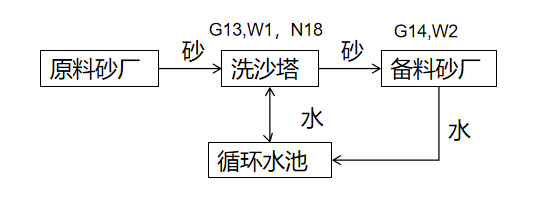 G13,W1，N18
G14,W2
砂
砂
原料砂厂
洗沙塔
备料砂厂
水
水
循环水池